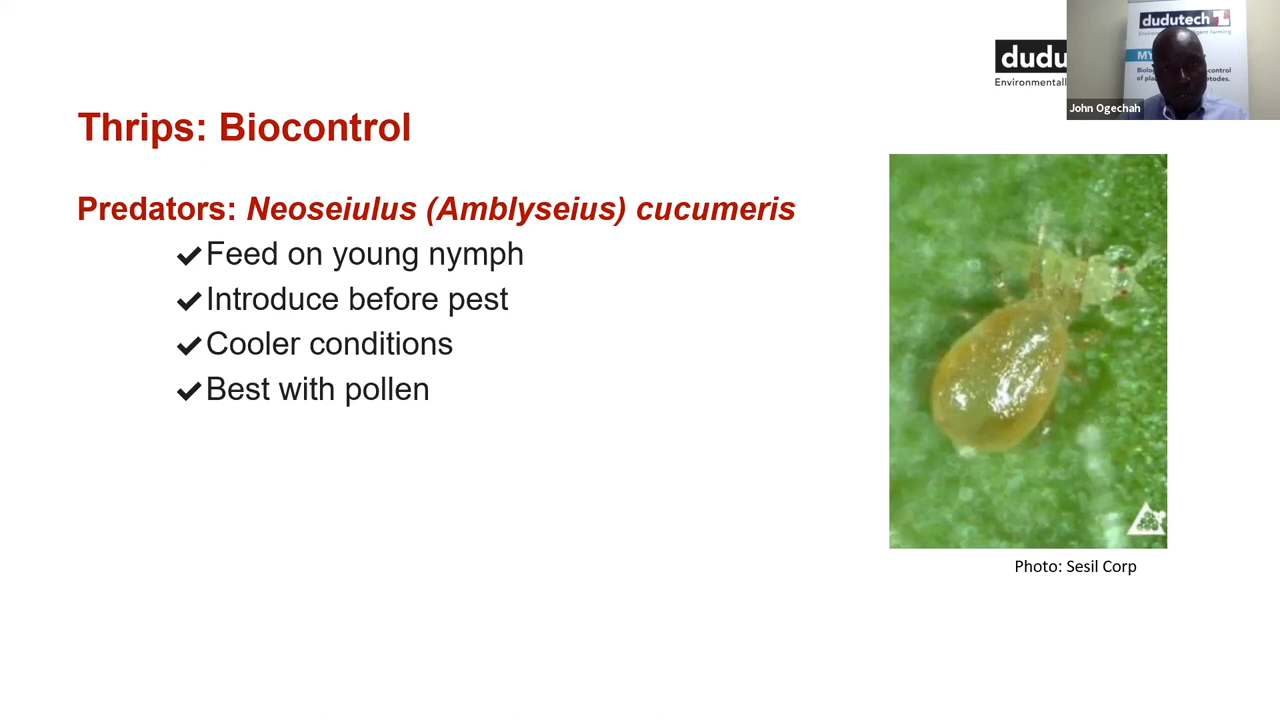 dudutech
dudu
Environmentall
John Ogechah
Thrips: Biocontrol
Predators: Neoseiulus (Amblyseius) cucumeris
✔Feed on young nymph
✔Introduce before pest
✔Cooler conditions
✔Best with pollen
Photo: Sesil Corp